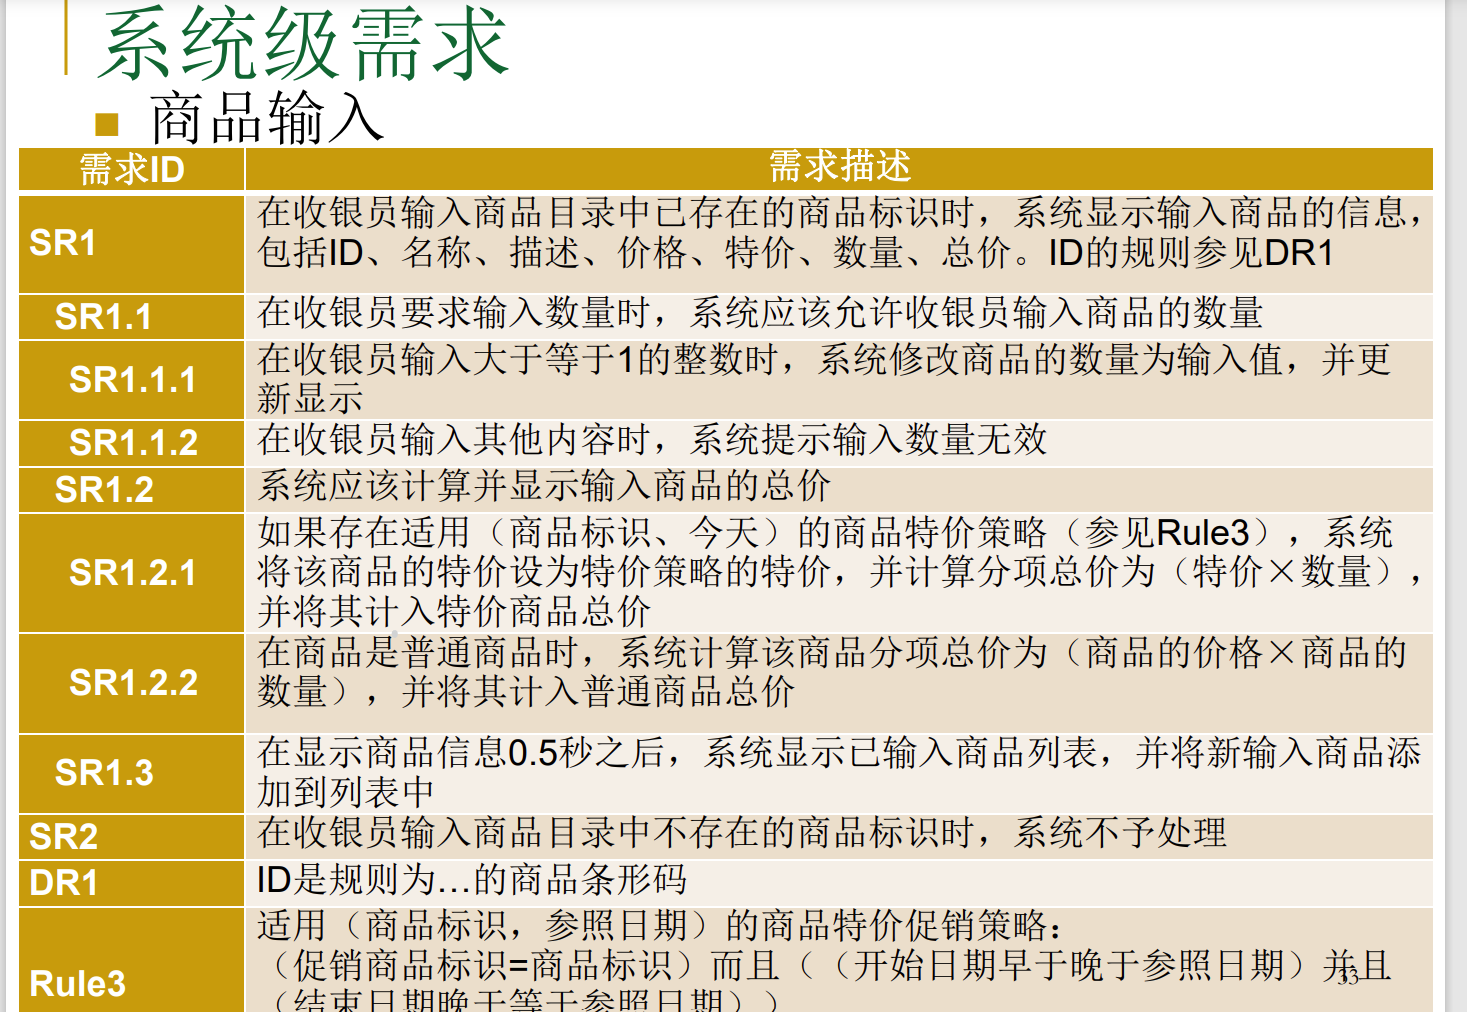 系统级需求
商品输入
需求ID
需求描述
SR1
在收银员输入商品目录中已存在的商品标识时，系统显示输入商品的信息，
包括ID、名称、描述、价格、特价、数量、总价。ID的规则参见DR1
SR1.1
在收银员要求输入数量时，系统应该允许收银员输入商品的数量
SR1.1.1
在收银员输入大于等于1的整数时，系统修改商品的数量为输入值，并更
新显示
SR1.1.2
在收银员输入其他内容时，系统提示输入数量无效
SR1.2
系统应该计算并显示输入商品的总价
SR1.2.1
如果存在适用（商品标识、今天）的商品特价策略（参见Rule3），系统
将该商品的特价设为特价策略的特价，并计算分项总价为（特价×数量），
并将其计入特价商品总价
SR1.2.2
在商品是普通商品时，系统计算该商品分项总价为（商品的价格×商品的
数量），并将其计入普通商品总价
SR1.3
在显示商品信息0.5秒之后，系统显示已输入商品列表，并将新输入商品添
加到列表中
SR2
在收银员输入商品目录中不存在的商品标识时，系统不予处理
DR1
ID是规则为…的商品条形码
Rule3
适用（商品标识，参照日期）的商品特价促销策略：
（促销商品标识=商品标识）而且（（开始日期早于晚于参照日期）并且
（结束日期晚于等于参照日期））
33